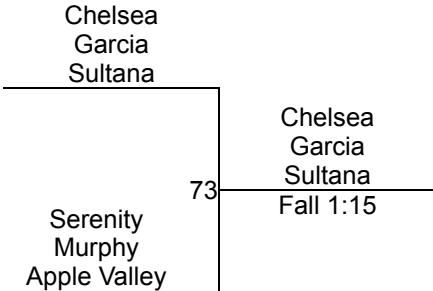 Chelsea
Garcia
Sultana
Chelsea
Garcia
Sultana
73
Fall 1:15
Serenity
Murphy
Apple Valley